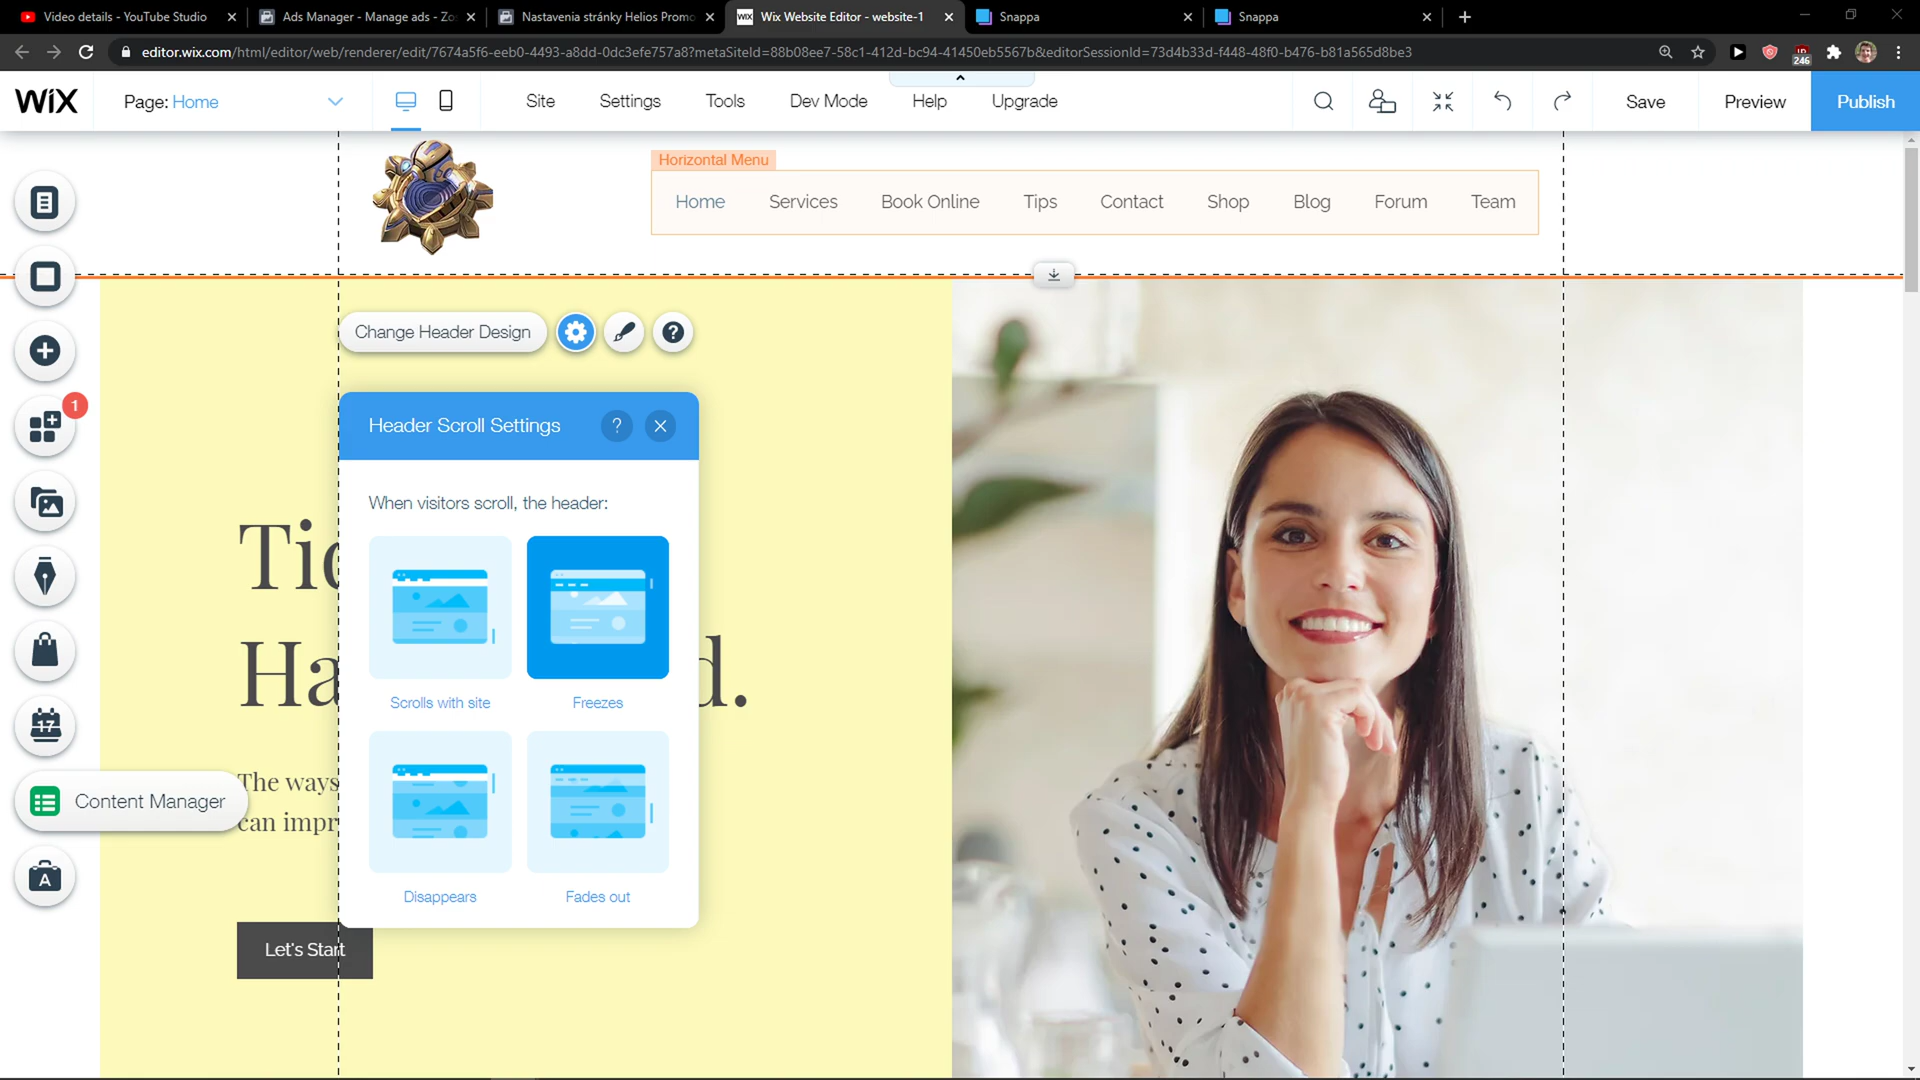 Video details - YouTube Studio
Ads Manager - Manage ads - Zos
Nastavenia stránky Helios Promo
WIX Wix Website Editor - website-1
Snappa
Snappa
editor.wix.com/html/editor/web/renderer/edit/7674a5f6-eeb0-4493-a8dd-0dc3efe757a8?metaSiteId=88b08ee7-58c1-412d-bc94-41450eb5567b&editorSessionId=73d4b33d-f448-48f0-b476-b81a565d8be3
246
WIX
Page: Home
Site
Settings
Tools
Dev Mode
Help
Upgrade
Save
Preview
Publish
Horizontal Menu
Home
Services
Book Online
Tips
Contact
Shop
Blog
Forum
Team
Change Header Design
?
1
Header Scroll Settings
?
When visitors scroll, the header:
Scrolls with site
Freezes
Disappears
Fades out
Ha
d.
17
The ways
Content Manager
can impr
A
Let's Start